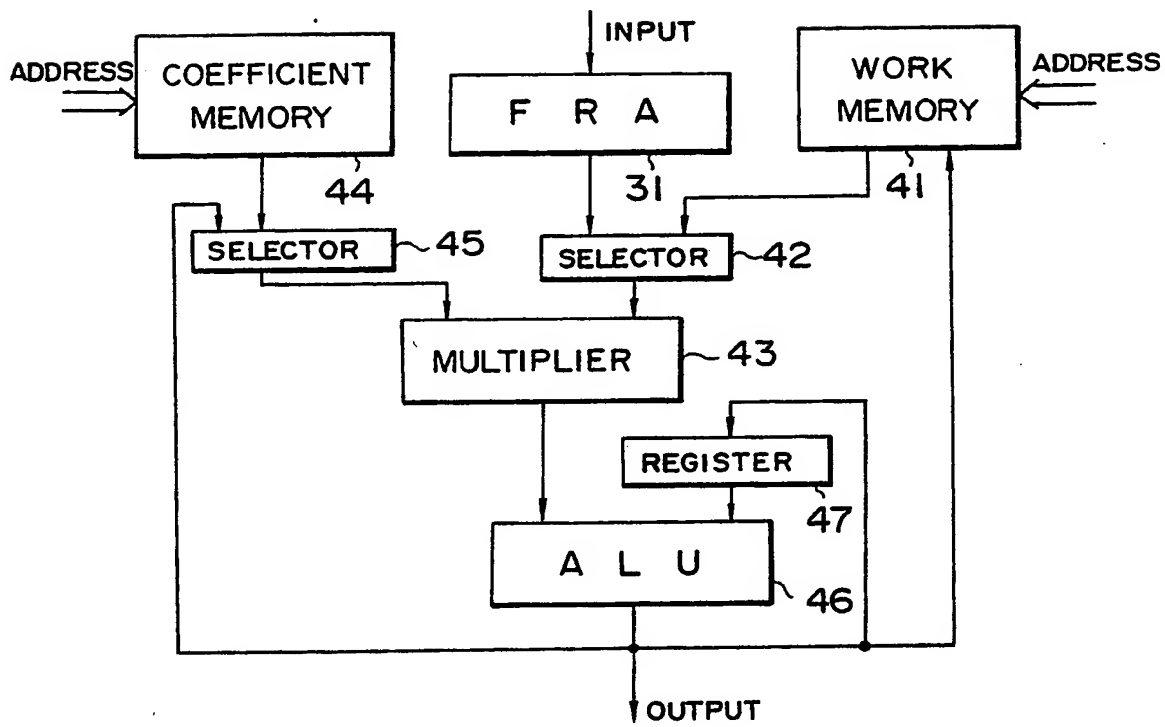 INPUT
ADDRESS
COEFFICIENT
MEMORY
44
F R A
31
WORK
MEMORY
41
ADDRESS
SELECTOR
45
SELECTOR
42
MULTIPLIER
43
REGISTER
47
A L U
46
OUTPUT